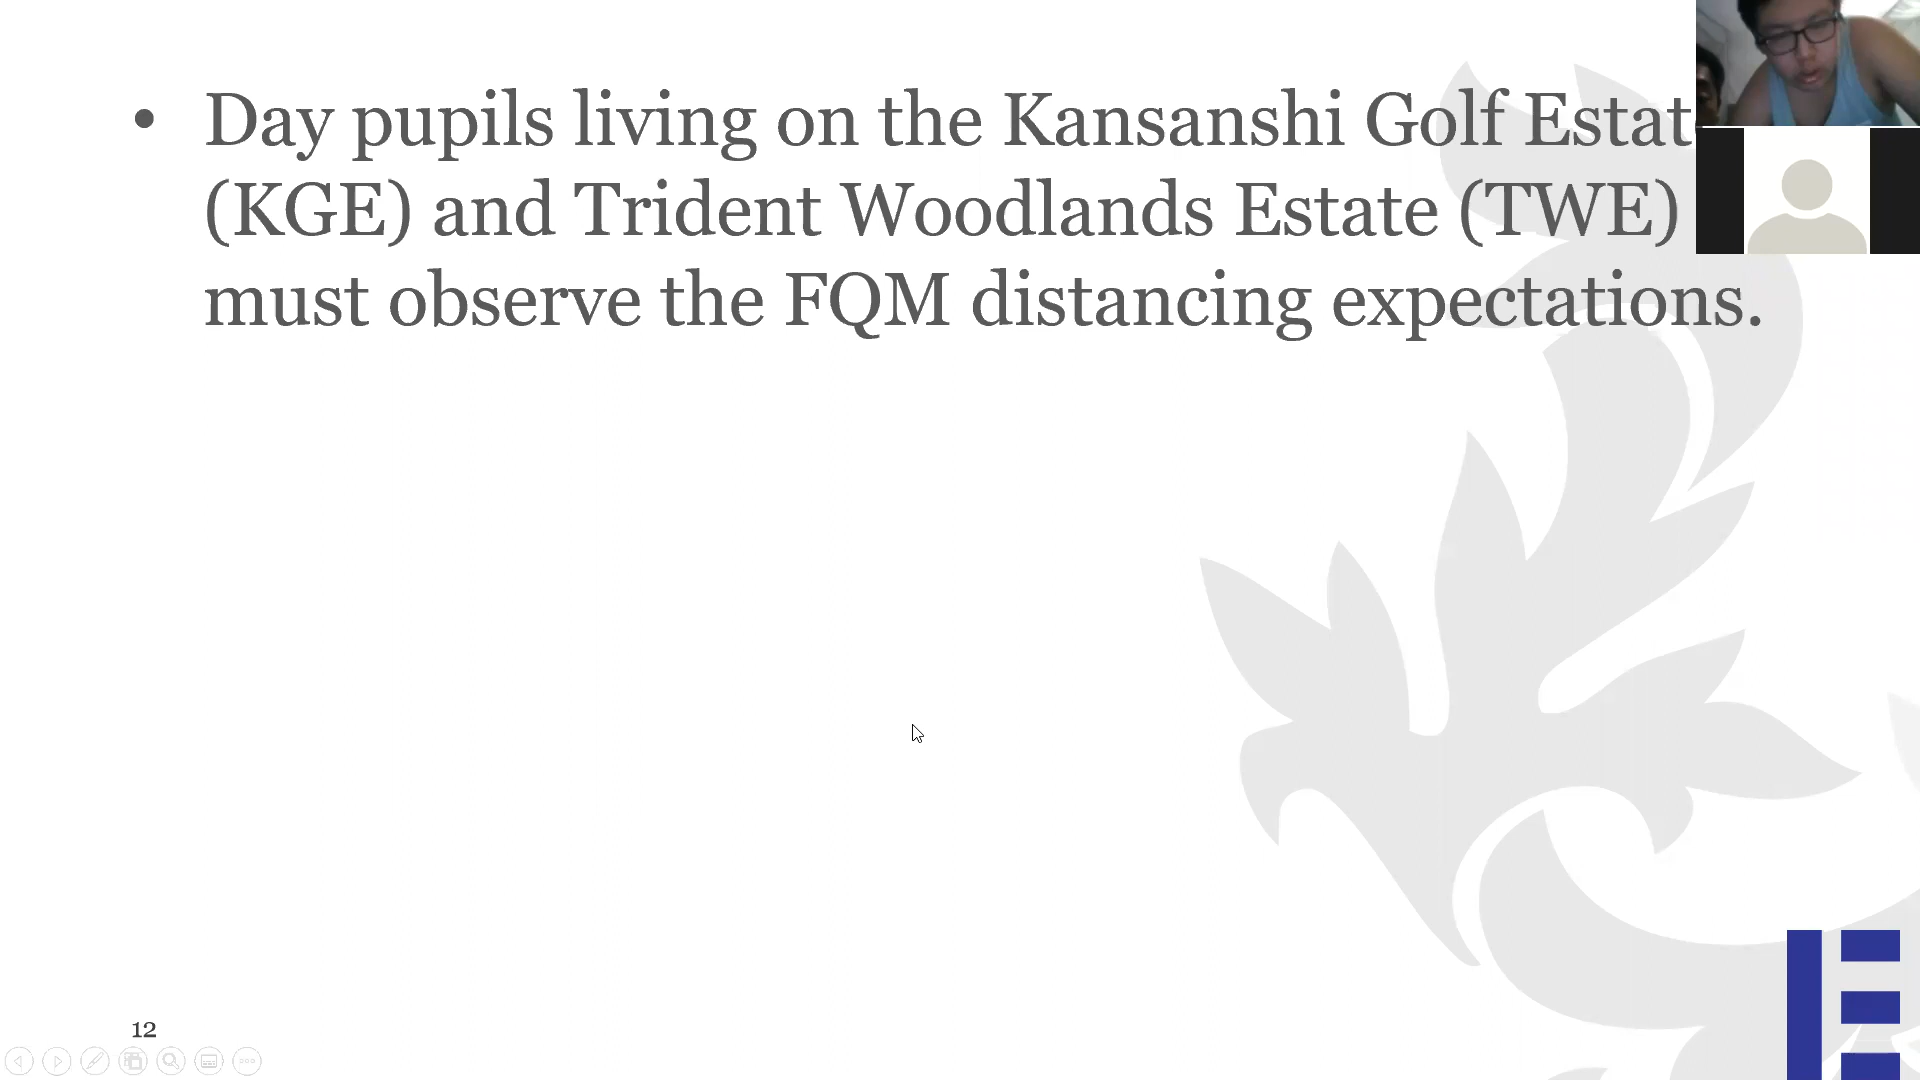 • Day pupils living on the Kansanshi Golf Estat
(KGE) and Trident Woodlands Estate (TWE)
must observe the FQM distancing expectations.
12